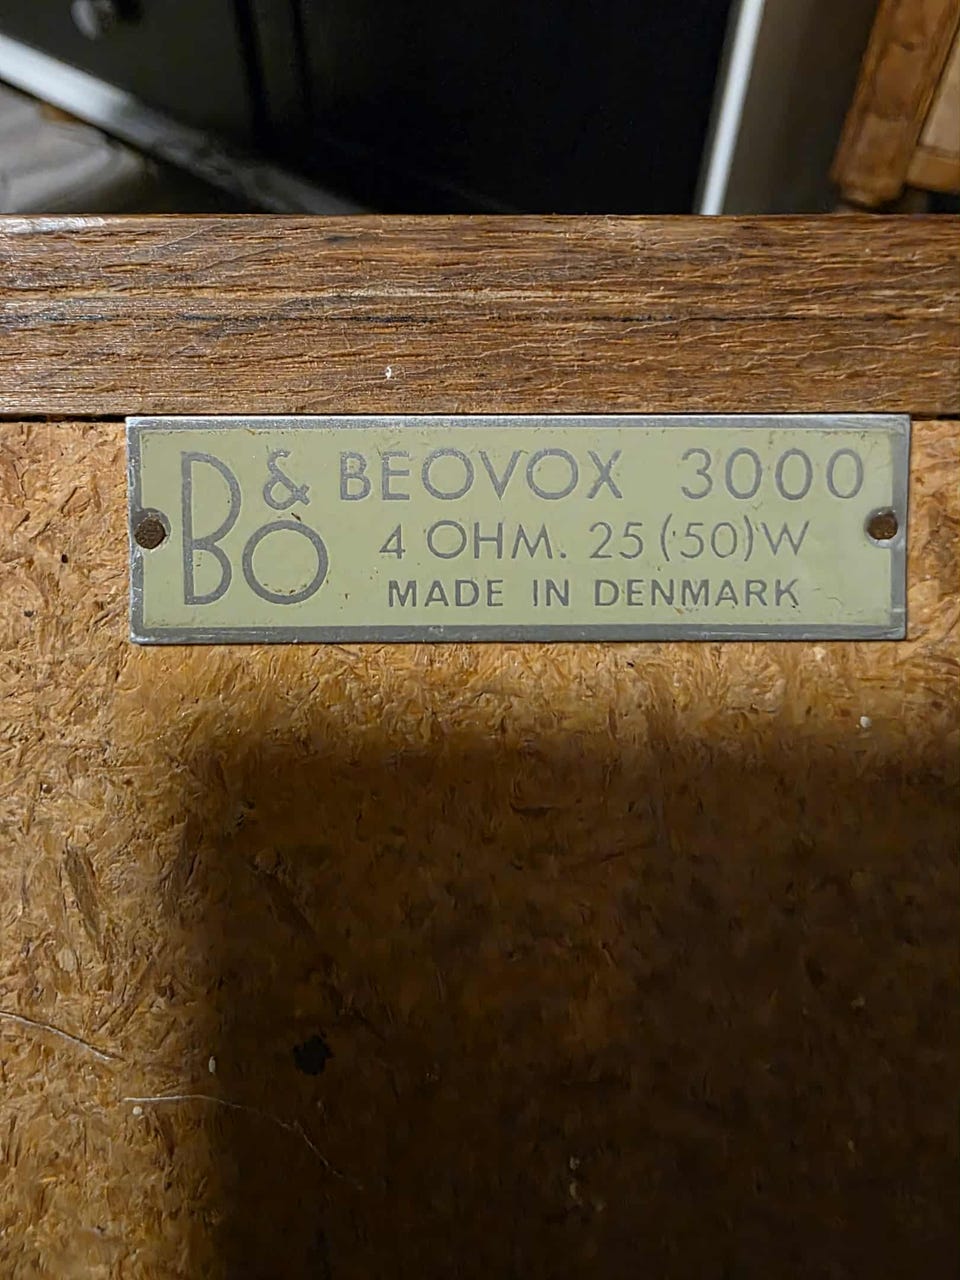 B&O BEOVOX 3000
4 OHM. 25 (50) W
MADE IN DENMARK